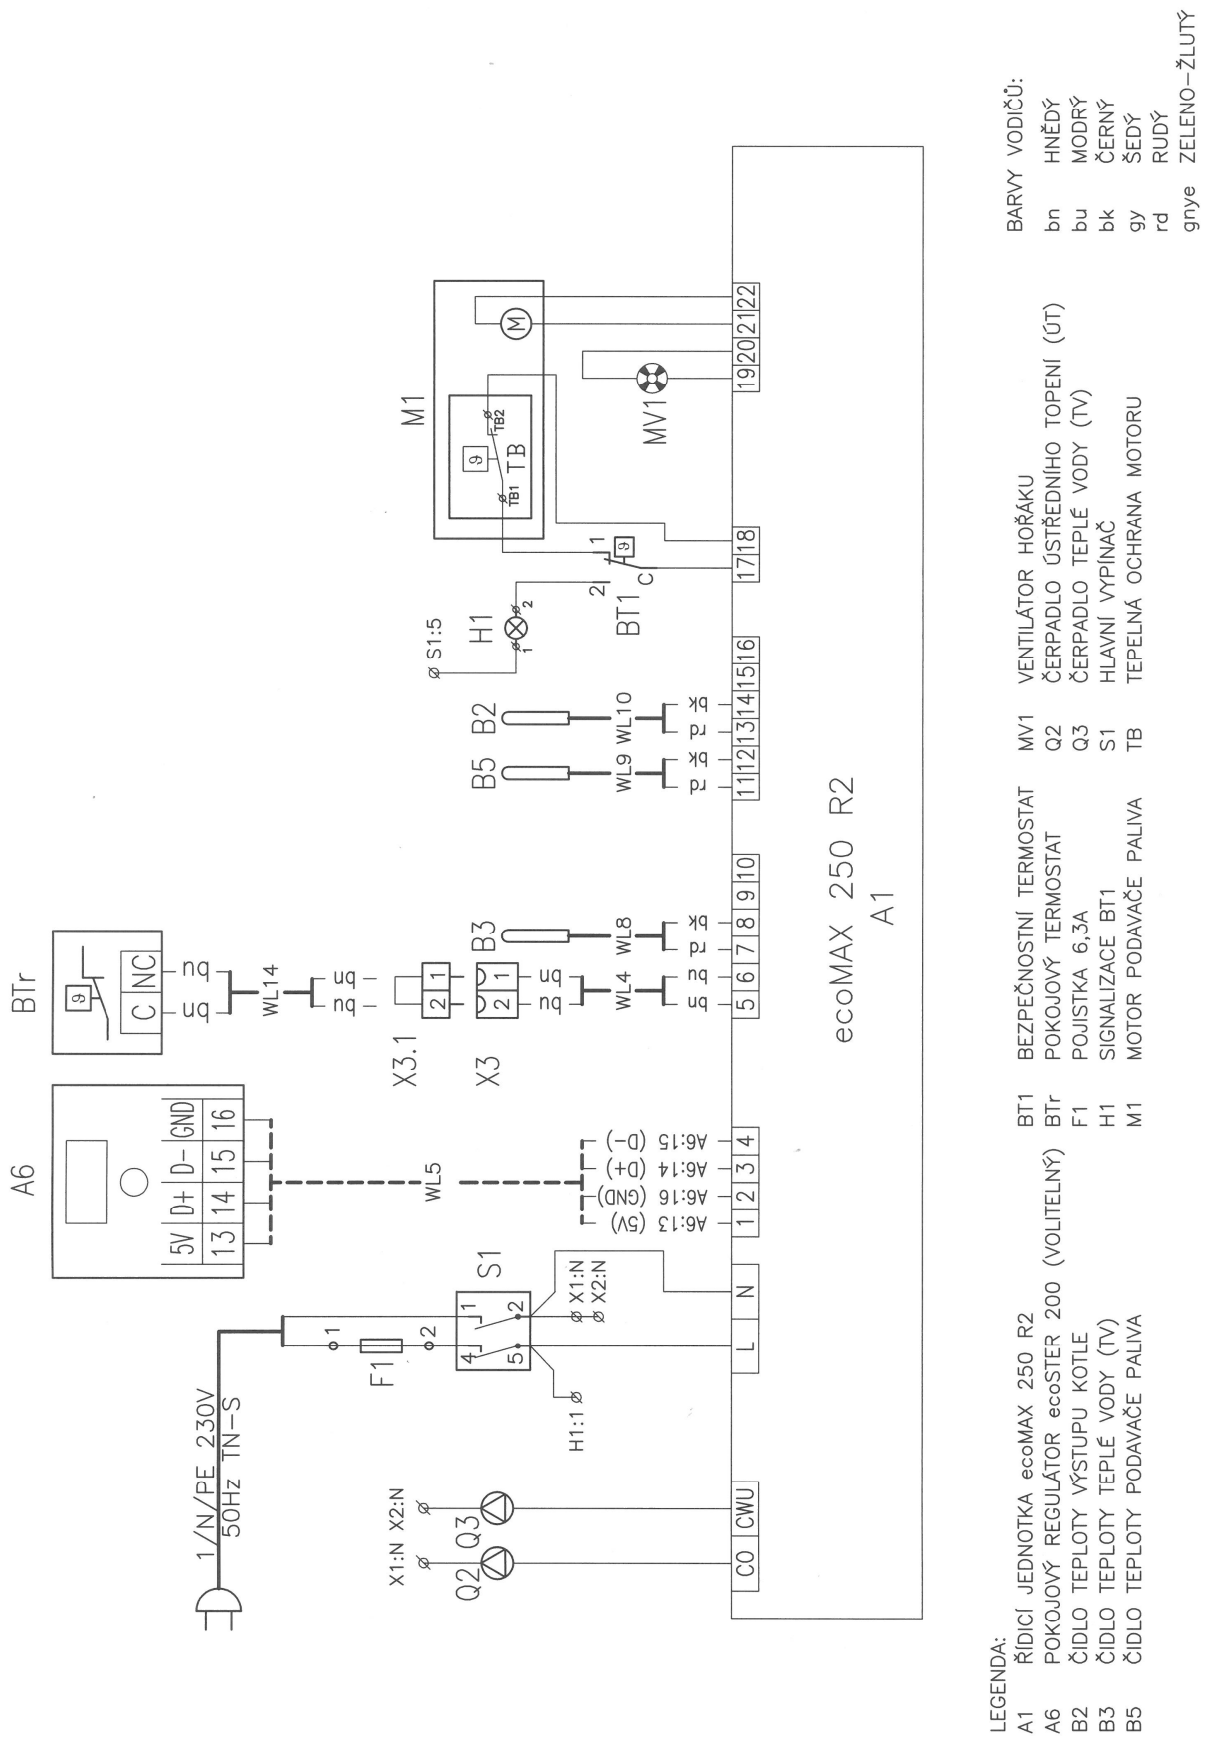 A6
5V D+ D- GND
13 14 15 16
BTr
ϑ
C NC
bu bu
WL14
bu bn
X3.1
2 1
X3
2 1
bu bn
WL4
bn bu
WL5
A6:13 (5V)
A6:16 (GND)
A6:14 (D+)
A6:15 (D-)
1/N/PE 230V
50Hz TN-S
F1
1
2
S1
4 1
5 2
H1:1
X1:N
X2:N
X1:N X2:N
Q2 Q3
B3
WL8
rd bk
B5 B2
WL9 WL10
rd bk rd bk
S1:5
H1
1 2
BT1
2 1
C
ϑ
M1
ϑ
TB1 TB2
TB
M
MV1
CO CWU L N 1 2 3 4 5 6 7 8 9 10 11 12 13 14 15 16 17 18 19 20 21 22
ecoMAX 250 R2
A1
LEGENDA:
A1 ŘÍDICÍ JEDNOTKA ecoMAX 250 R2
A6 POKOJOVÝ REGULÁTOR ecoSTER 200 (VOLITELNÝ)
B2 ČIDLO TEPLOTY VÝSTUPU KOTLE
B3 ČIDLO TEPLOTY TEPLÉ VODY (TV)
B5 ČIDLO TEPLOTY PODAVAČE PALIVA
BT1 BEZPEČNOSTNÍ TERMOSTAT
BTr POKOJOVÝ TERMOSTAT
F1 POJISTKA 6,3A
H1 SIGNALIZACE BT1
M1 MOTOR PODAVAČE PALIVA
MV1 VENTILÁTOR HOŘÁKU
Q2 ČERPADLO ÚSTŘEDNÍHO TOPENÍ (ÚT)
Q3 ČERPADLO TEPLÉ VODY (TV)
S1 HLAVNÍ VYPÍNAČ
TB TEPELNÁ OCHRANA MOTORU
BARVY VODIČŮ:
bn HNĚDÝ
bu MODRÝ
bk ČERNÝ
gy ŠEDÝ
rd RUDÝ
gnye ZELENO-ŽLUTÝ